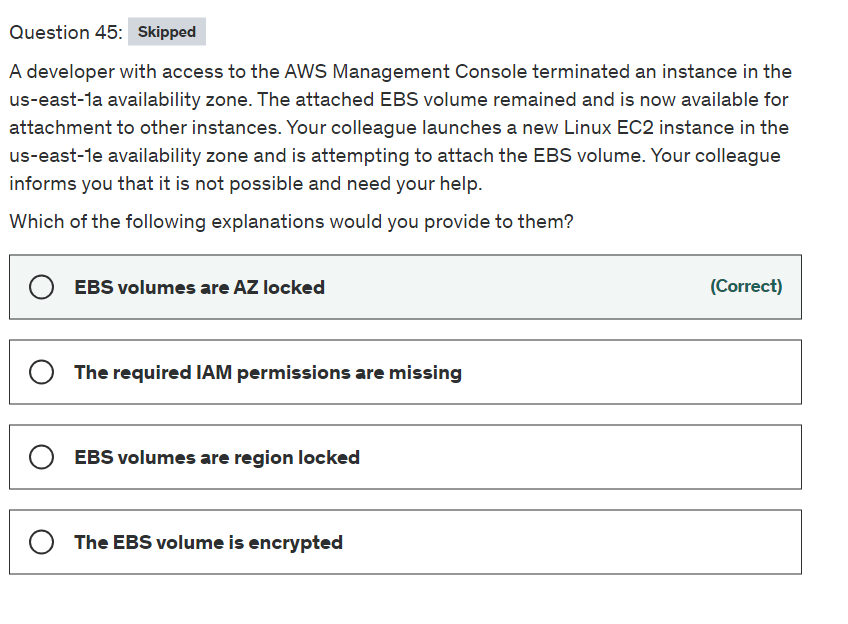 Question 45: Skipped
A developer with access to the AWS Management Console terminated an instance in the
us-east-1a availability zone. The attached EBS volume remained and is now available for
attachment to other instances. Your colleague launches a new Linux EC2 instance in the
us-east-1e availability zone and is attempting to attach the EBS volume. Your colleague
informs you that it is not possible and need your help.
Which of the following explanations would you provide to them?
EBS volumes are AZ locked (Correct)
The required IAM permissions are missing
EBS volumes are region locked
The EBS volume is encrypted